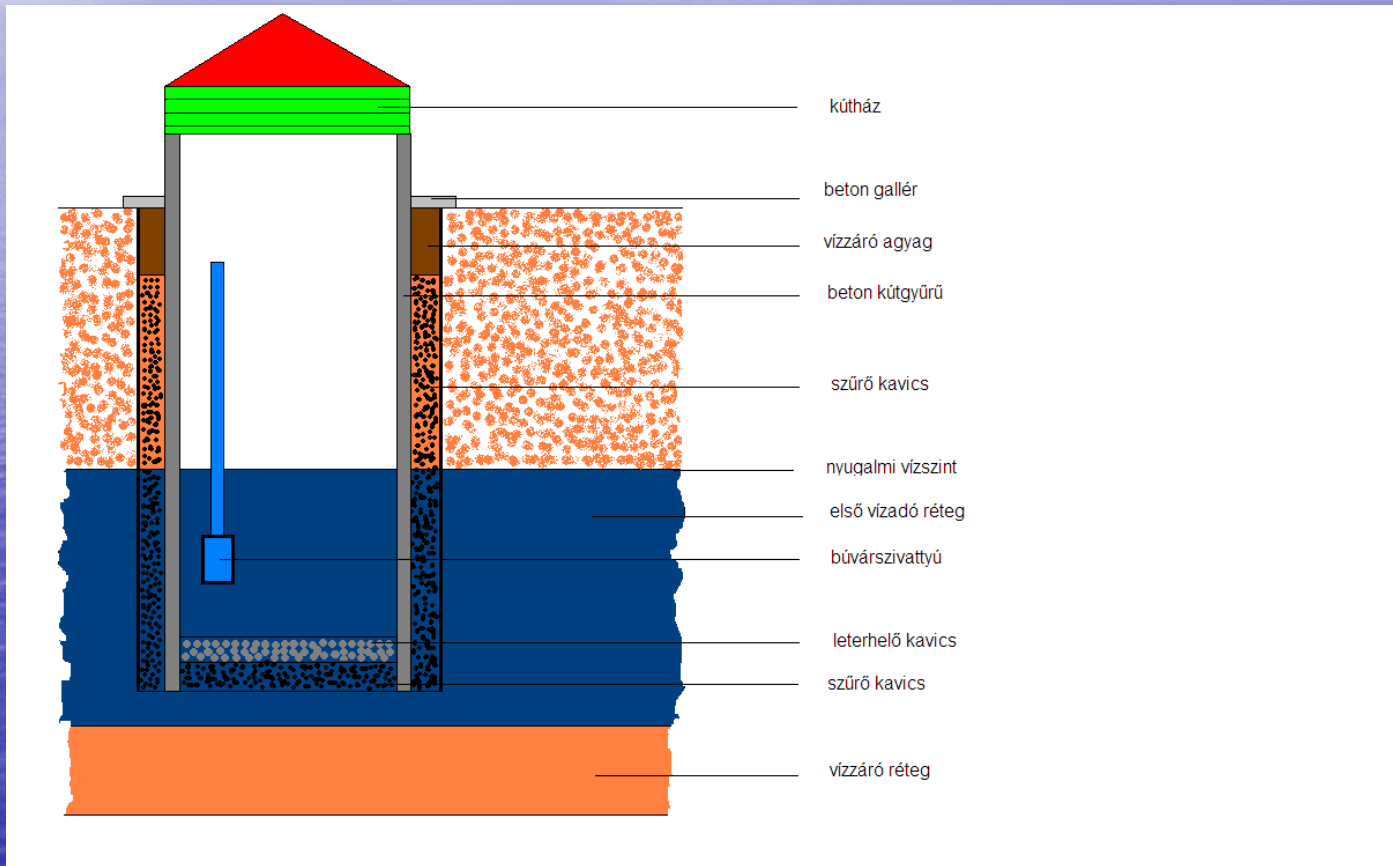 kútház
beton gallér
vízzáró agyag
beton kútgyűrű
szűrő kavics
nyugalmi vízszint
első vízadó réteg
búvárszivattyú
leterhelő kavics
szűrő kavics
vízzáró réteg